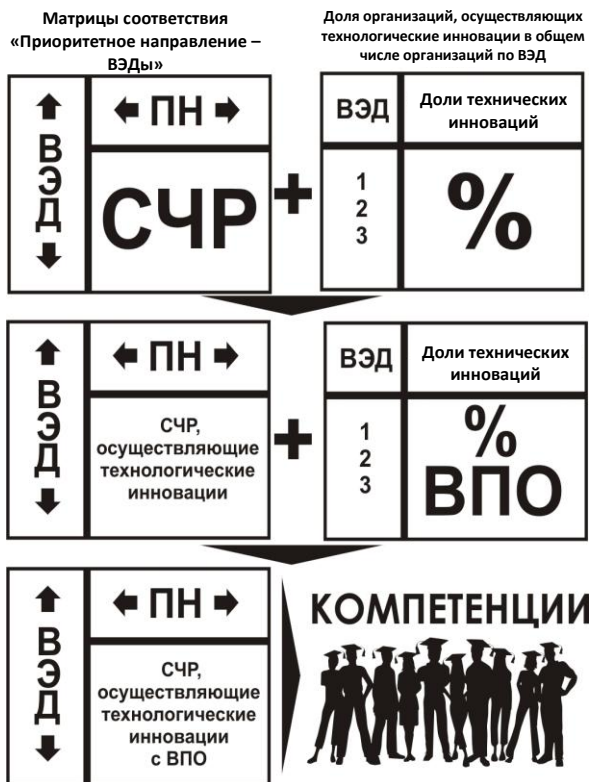 Матрицы соответствия
«Приоритетное направление –
ВЭДы»
Доля организаций, осуществляющих
технологические инновации в общем
числе организаций по ВЭД
ВЭД
ПН
СЧР
+
ВЭД
Доли технических
инноваций
1
2
3
%
ВЭД
ПН
СЧР,
осуществляющие
технологические
инновации
+
ВЭД
Доли технических
инноваций
1
2
3
%
ВПО
ВЭД
ПН
СЧР,
осуществляющие
технологические
инновации
с ВПО
КОМПЕТЕНЦИИ